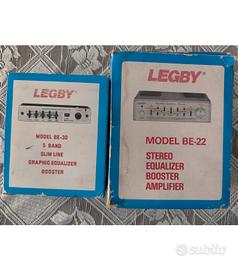 LEGBY®
MODEL BE-30
5 BAND
SLIM LINE
GRAPHIC EQUALIZER
BOOSTER
LEGBY®
MODEL BE-22
STEREO
EQUALIZER
BOOSTER
AMPLIFIER
subito